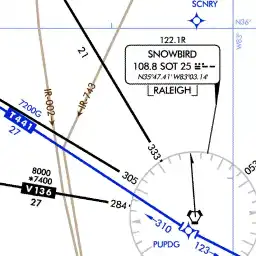 SCNRY
N36°
W83°
122.1R
SNOWBIRD
108.8 SOT 25
N35°47.41' W83°03.14'
RALEIGH
21
IR-002
IR-743
7200G
T441
27
333
305
8000
*7400
V136
27
284
310
PUPDG
123